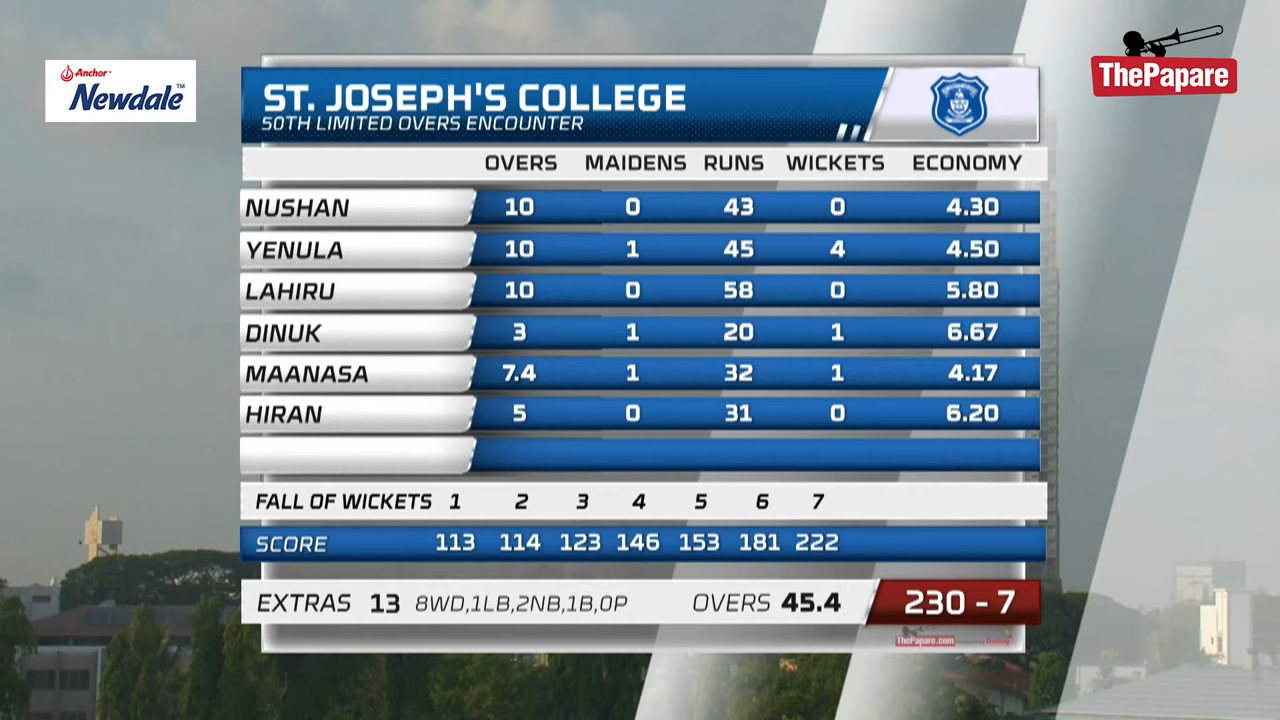 Anchor™
Newdale™
ThePapare
ST. JOSEPH'S COLLEGE
50TH LIMITED OVERS ENCOUNTER
OVERS MAIDENS RUNS WICKETS ECONOMY
NUSHAN 10 0 43 0 4.30
YENULA 10 1 45 4 4.50
LAHIRU 10 0 58 0 5.80
DINUK 3 1 20 1 6.67
MAANASA 7.4 1 32 1 4.17
HIRAN 5 0 31 0 6.20
FALL OF WICKETS 1 2 3 4 5 6 7
SCORE 113 114 123 146 153 181 222
EXTRAS 13 8WD,1LB,2NB,1B,0P OVERS 45.4 230 - 7
ThePapare.com